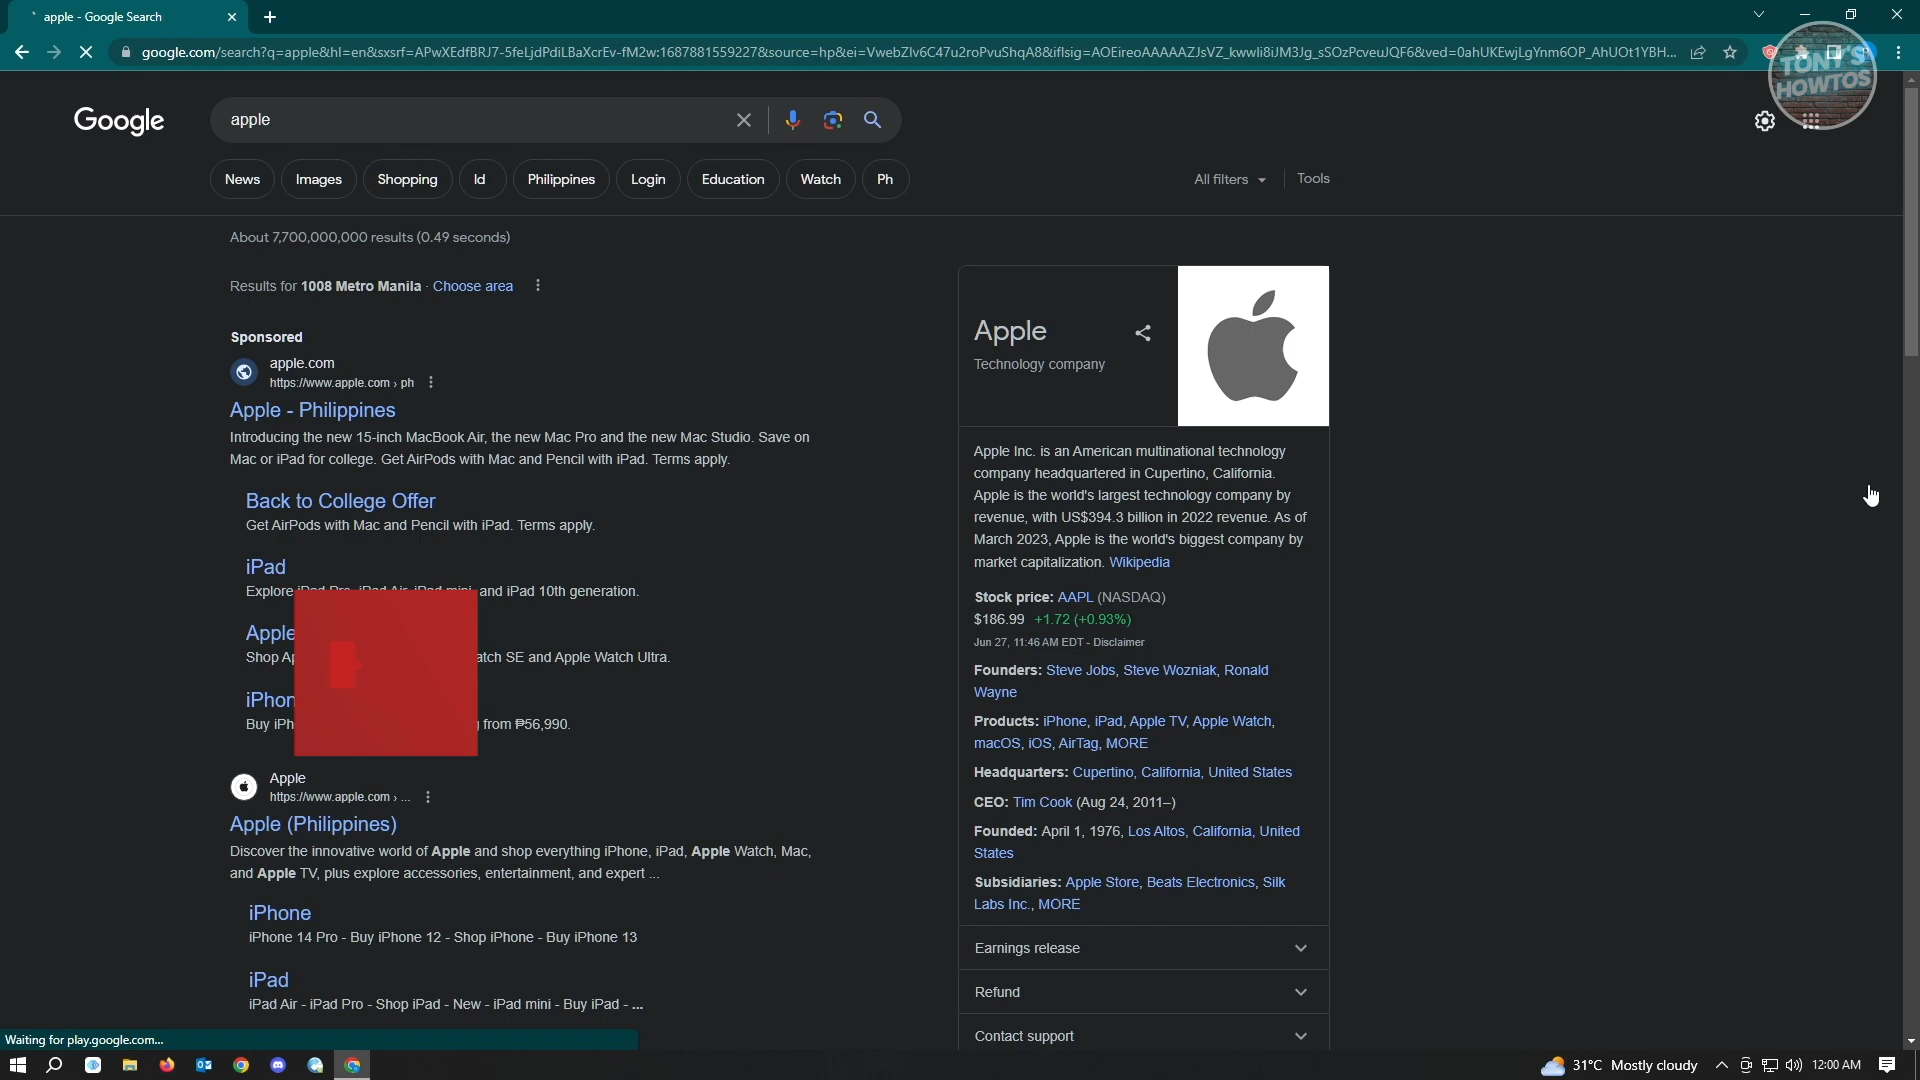 apple - Google Search
google.com/search?q=apple&hl=en&sxsrf=APwXEdfBRJ7-5feLjdPdiLBaXcrEv-fM2w:1687881559227&source=hp&ei=VwebZIv6C47u2roPvuShqA8&iflsig=AOEireoAAAAAZJsVZ_kwwli8iJM3Jg_sSOzPcveuJQF6&ved=0ahUKEwjLgYnm6OP_AhUOt1YBH...
TONY'S
HOWTOS
Google
apple
News
Images
Shopping
Id
Philippines
Login
Education
Watch
Ph
All filters
Tools
About 7,700,000,000 results (0.49 seconds)
Results for 1008 Metro Manila · Choose area
Sponsored
apple.com
https://www.apple.com › ph
Apple - Philippines
Introducing the new 15-inch MacBook Air, the new Mac Pro and the new Mac Studio. Save on
Mac or iPad for college. Get AirPods with Mac and Pencil with iPad. Terms apply.
Back to College Offer
Get AirPods with Mac and Pencil with iPad. Terms apply.
iPad
Explore iPad Pro, iPad Air, iPad mini, and iPad 10th generation.
Apple
Shop Ap atch SE and Apple Watch Ultra.
iPhon
Buy iPh from ₱56,990.
Apple
https://www.apple.com › ...
Apple (Philippines)
Discover the innovative world of Apple and shop everything iPhone, iPad, Apple Watch, Mac,
and Apple TV, plus explore accessories, entertainment, and expert ...
iPhone
iPhone 14 Pro - Buy iPhone 12 - Shop iPhone - Buy iPhone 13
iPad
iPad Air - iPad Pro - Shop iPad - New - iPad mini - Buy iPad - ...
Apple
Technology company
Apple Inc. is an American multinational technology
company headquartered in Cupertino, California.
Apple is the world's largest technology company by
revenue, with US$394.3 billion in 2022 revenue. As of
March 2023, Apple is the world's biggest company by
market capitalization. Wikipedia
Stock price: AAPL (NASDAQ)
$186.99 +1.72 (+0.93%)
Jun 27, 11:46 AM EDT - Disclaimer
Founders: Steve Jobs, Steve Wozniak, Ronald
Wayne
Products: iPhone, iPad, Apple TV, Apple Watch,
macOS, iOS, AirTag, MORE
Headquarters: Cupertino, California, United States
CEO: Tim Cook (Aug 24, 2011–)
Founded: April 1, 1976, Los Altos, California, United
States
Subsidiaries: Apple Store, Beats Electronics, Silk
Labs Inc., MORE
Earnings release
Refund
Contact support
Waiting for play.google.com...
31°C Mostly cloudy
12:00 AM